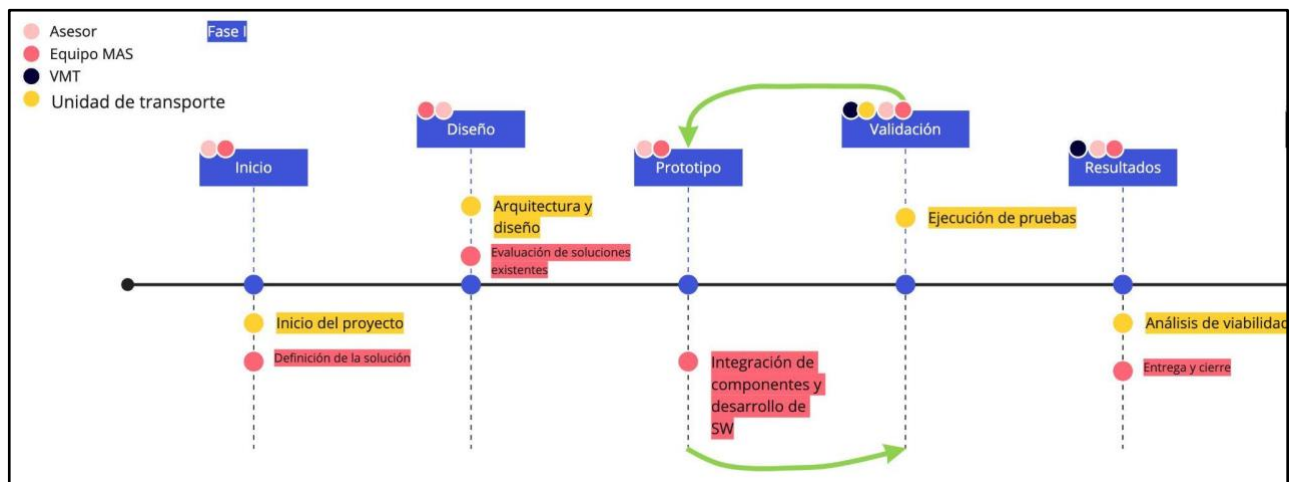 Asesor
Fase I
Equipo MAS
VMT
Unidad de transporte
Diseño
Validación
Inicio
Prototipo
Resultados
Arquitectura y
diseño
Ejecución de pruebas
Evaluación de soluciones
existentes
Inicio del proyecto
Análisis de viabilidad
Definición de la solución
Integración de
componentes y
desarrollo de
SW
Entrega y cierre